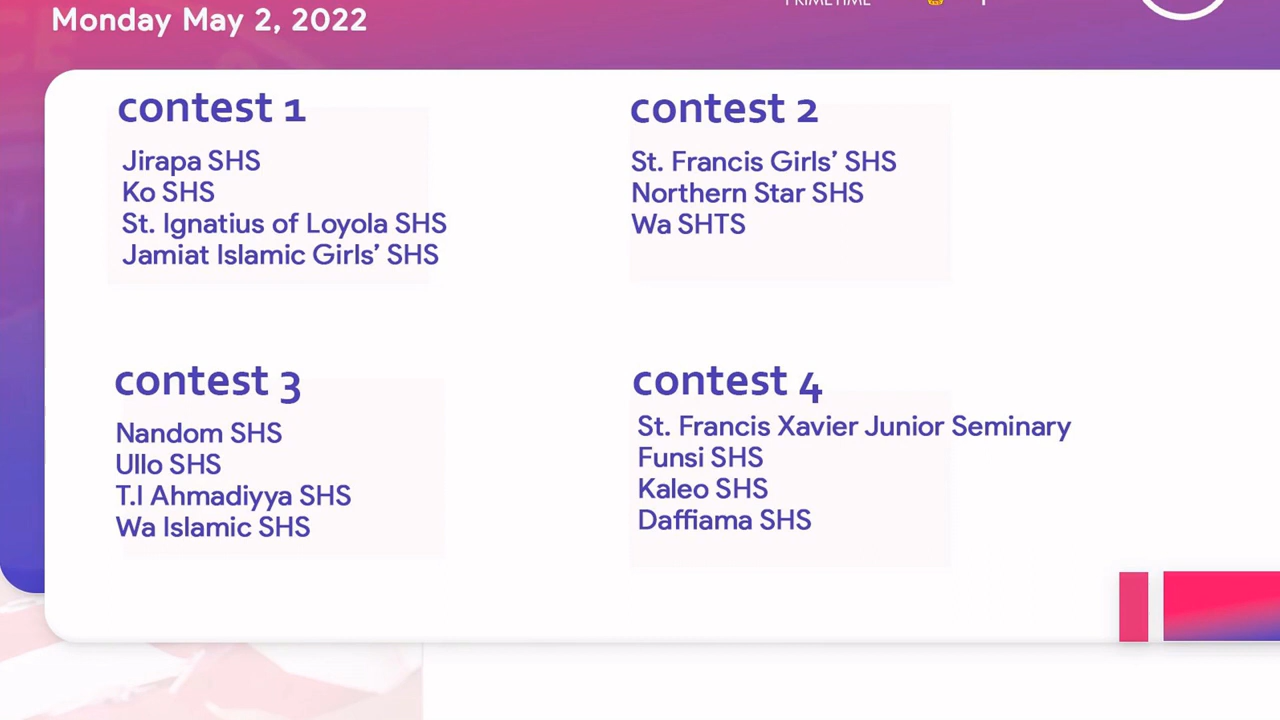 Monday May 2, 2022
PRIMETIME
contest 1
Jirapa SHS
Ko SHS
St. Ignatius of Loyola SHS
Jamiat Islamic Girls’ SHS
contest 2
St. Francis Girls’ SHS
Northern Star SHS
Wa SHTS
contest 3
Nandom SHS
Ullo SHS
T.I Ahmadiyya SHS
Wa Islamic SHS
contest 4
St. Francis Xavier Junior Seminary
Funsi SHS
Kaleo SHS
Daffiama SHS